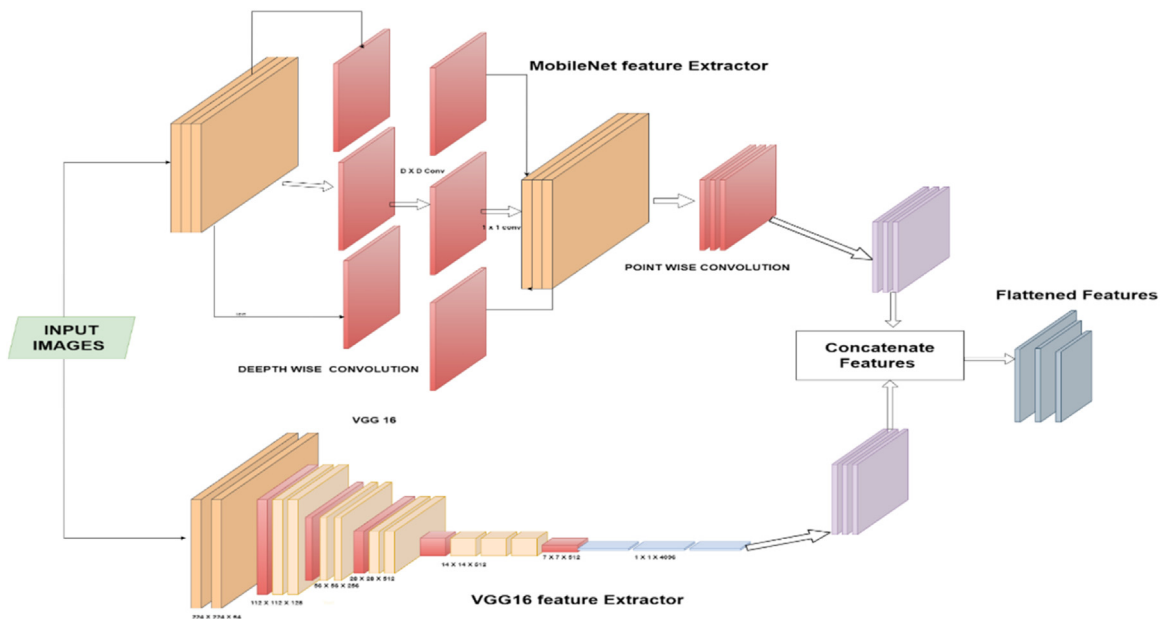 MobileNet feature Extractor
D X D Conv
1 x 1 conv
POINT WISE CONVOLUTION
DEEPTH WISE CONVOLUTION
INPUT
IMAGES
Flattened Features
Concatenate
Features
VGG 16
224 X 224 X 64
112 X 112 X 128
56 X 56 X 256
28 X 28 X 512
14 X 14 X 512
7 X 7 X 512
1 X 1 X 4096
VGG16 feature Extractor